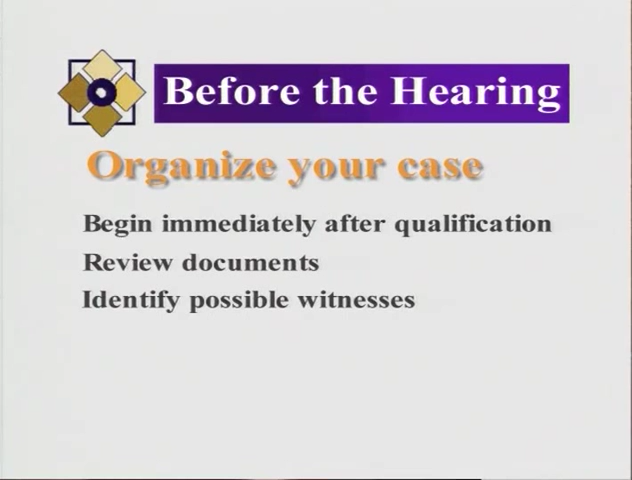 Before the Hearing
Organize your case
Begin immediately after qualification
Review documents
Identify possible witnesses